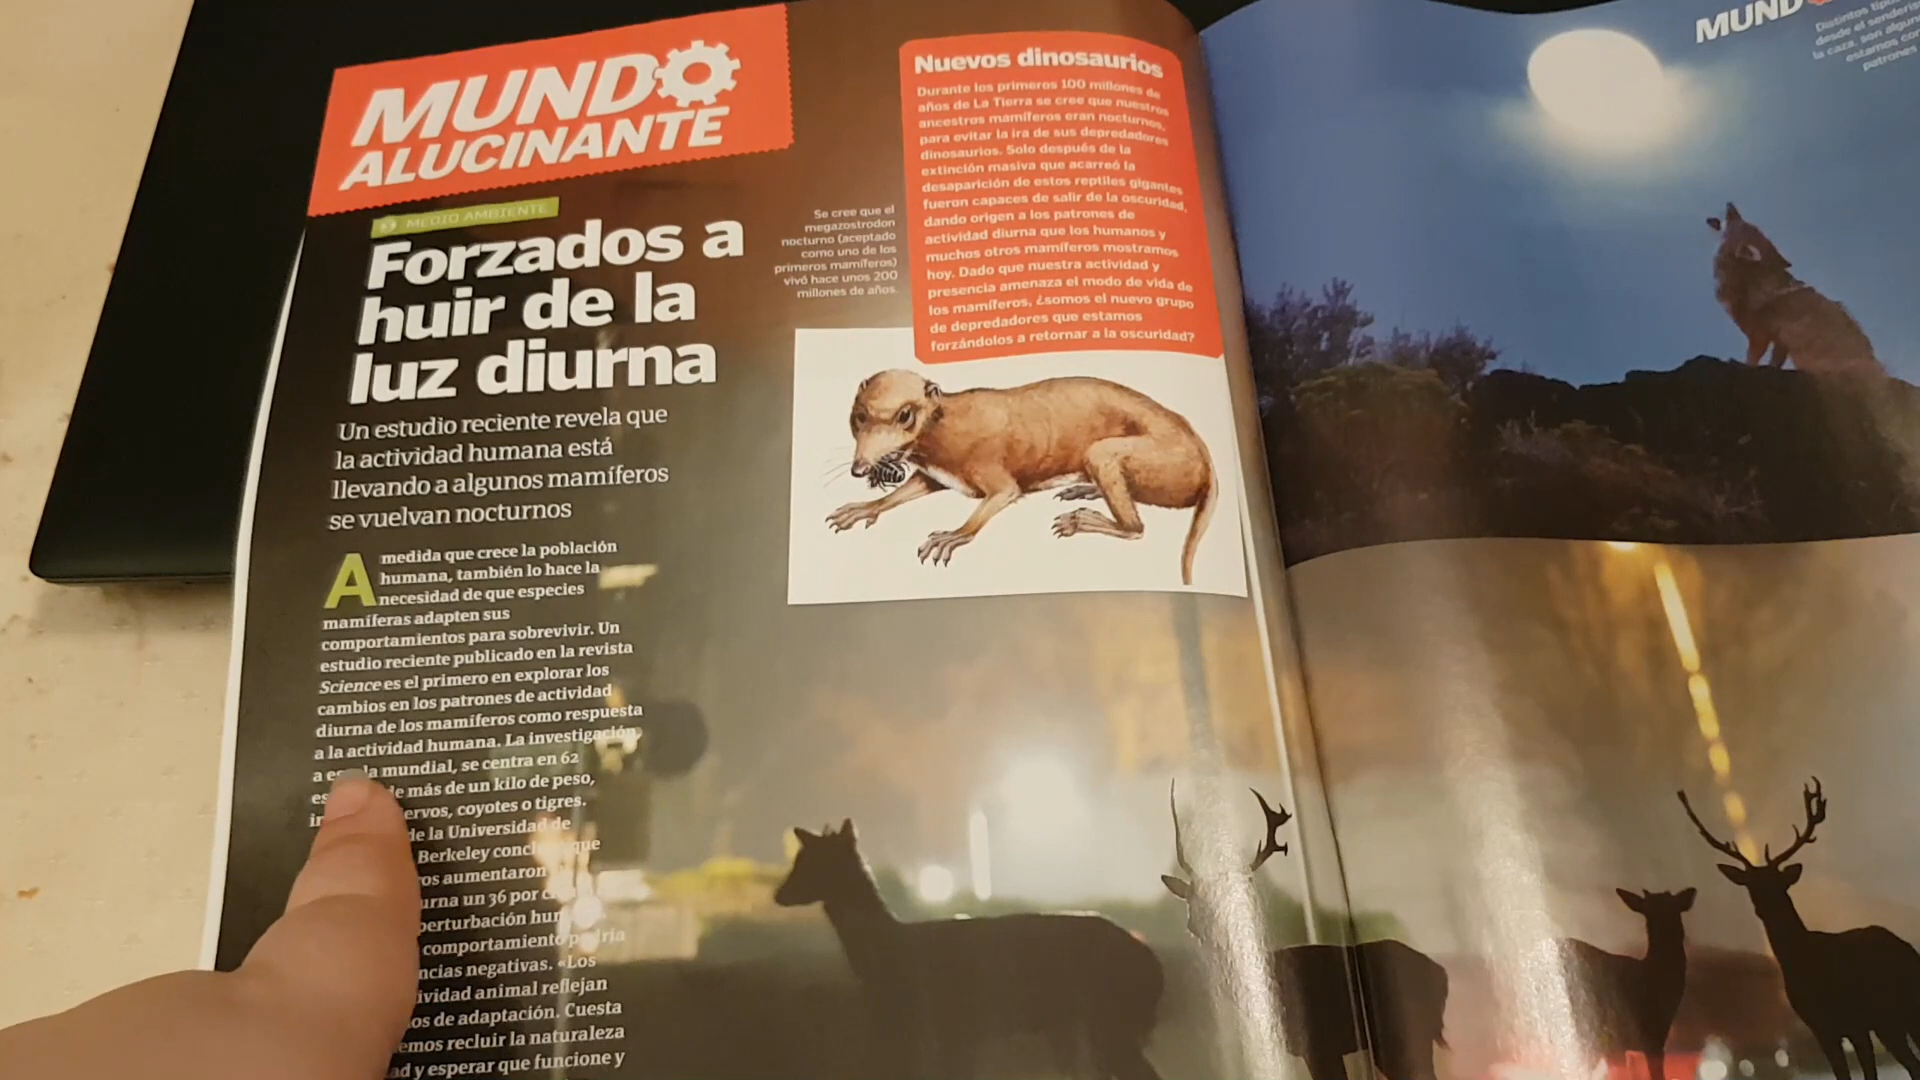 MUNDO
ALUCINANTE
MEDIO AMBIENTE
Forzados a
huir de la
luz diurna
Un estudio reciente revela que
la actividad humana está
llevando a algunos mamíferos
se vuelvan nocturnos
A medida que crece la población
humana, también lo hace la
necesidad de que especies
mamíferas adapten sus
comportamientos para sobrevivir. Un
estudio reciente publicado en la revista
Science es el primero en explorar los
cambios en los patrones de actividad
diurna de los mamíferos como respuesta
a la actividad humana. La investigación,
a mundial, se centra en 62
de más de un kilo de peso,
coyotes o tigres.
de la Universidad de
Berkeley que
aumentaron
un 36 por
comportamiento podría
negativas. «Los
animal reflejan
de adaptación. Cuesta
recluir la naturaleza
y esperar que funcione y
Se cree que el
megazostrodon
nocturno (aceptado
como uno de los
primeros mamíferos)
vivó hace unos 200
millones de años.
Nuevos dinosaurios
Durante los primeros 100 millones de
años de La Tierra se cree que nuestros
ancestros mamíferos eran nocturnos,
para evitar la ira de sus depredadores
dinosaurios. Solo después de la
extinción masiva que acarreó la
desaparición de estos reptiles gigantes
fueron capaces de salir de la oscuridad,
dando origen a los patrones de
actividad diurna que los humanos y
muchos otros mamíferos mostramos
hoy. Dado que nuestra actividad y
presencia amenaza el modo de vida de
los mamíferos, ¿somos el nuevo grupo
de depredadores que estamos
forzándolos a retornar a la oscuridad?
MUND
Distintos
desde el
la caza, son
estamos
patrones